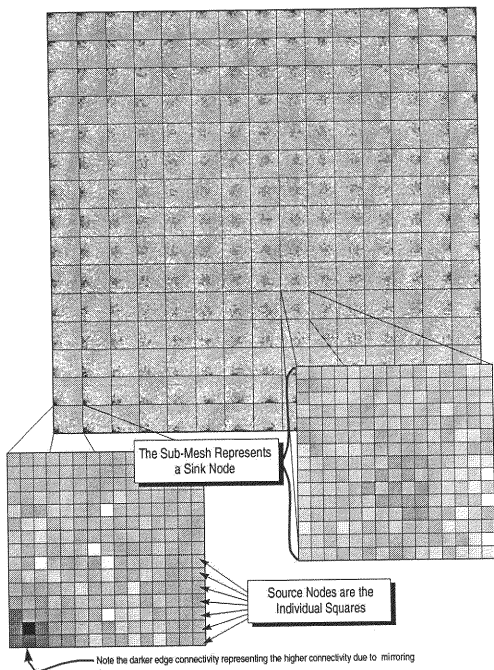 The Sub-Mesh Represents
a Sink Node
Source Nodes are the
Individual Squares
Note the darker edge connectivity representing the higher connectivity due to mirroring